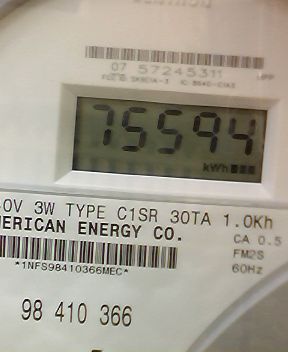 07 57245311
75594
kWh
0V 3W TYPE C1SR 30TA 1.0Kh
ERICAN ENERGY CO.
CA 0.5
*1NFS98410366MEC*
FM2S
60Hz
98 410 366